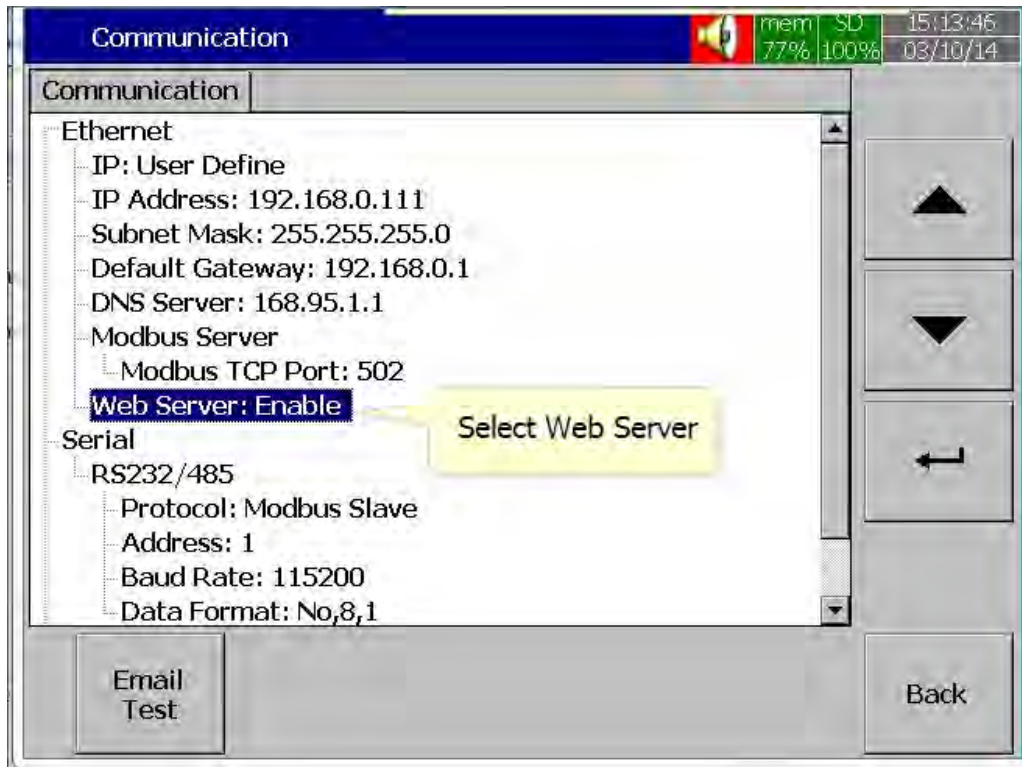 Communication
mem SD 15:13:46
77% 100% 03/10/14
Communication
Ethernet
IP: User Define
IP Address: 192.168.0.111
Subnet Mask: 255.255.255.0
Default Gateway: 192.168.0.1
DNS Server: 168.95.1.1
Modbus Server
Modbus TCP Port: 502
Web Server: Enable
Select Web Server
Serial
RS232/485
Protocol: Modbus Slave
Address: 1
Baud Rate: 115200
Data Format: No,8,1
Email
Test
Back